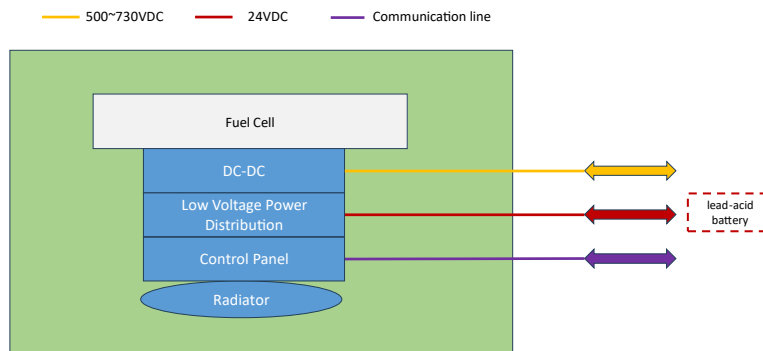 500~730VDC
24VDC
Communication line
Fuel Cell
DC-DC
Low Voltage Power
Distribution
lead-acid
battery
Control Panel
Radiator